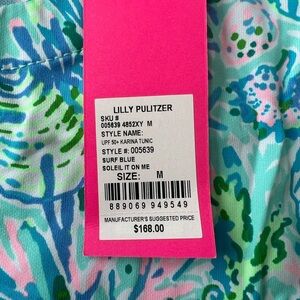 LILLY PULITZER
SKU #
005639 4852XY M
STYLE NAME:
UPF 50+ KARINA TUNIC
STYLE #: 005639
SURF BLUE
SOLEIL IT ON ME
SIZE: M
889069 949549
MANUFACTURER'S SUGGESTED PRICE
$168.00